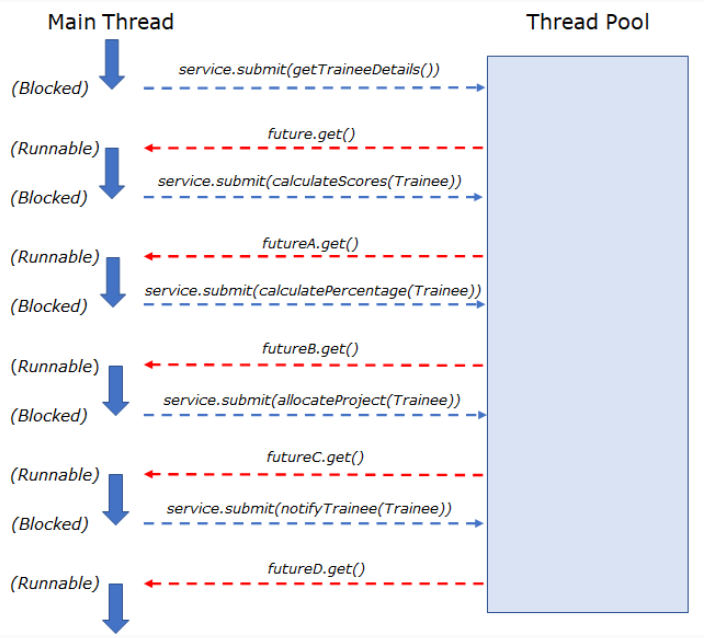 Main Thread
Thread Pool
service.submit(getTraineeDetails())
(Blocked)
future.get()
(Runnable)
service.submit(calculateScores(Trainee))
(Blocked)
futureA.get()
(Runnable)
service.submit(calculatePercentage(Trainee))
(Blocked)
futureB.get()
(Runnable)
service.submit(allocateProject(Trainee))
(Blocked)
futureC.get()
(Runnable)
service.submit(notifyTrainee(Trainee))
(Blocked)
futureD.get()
(Runnable)